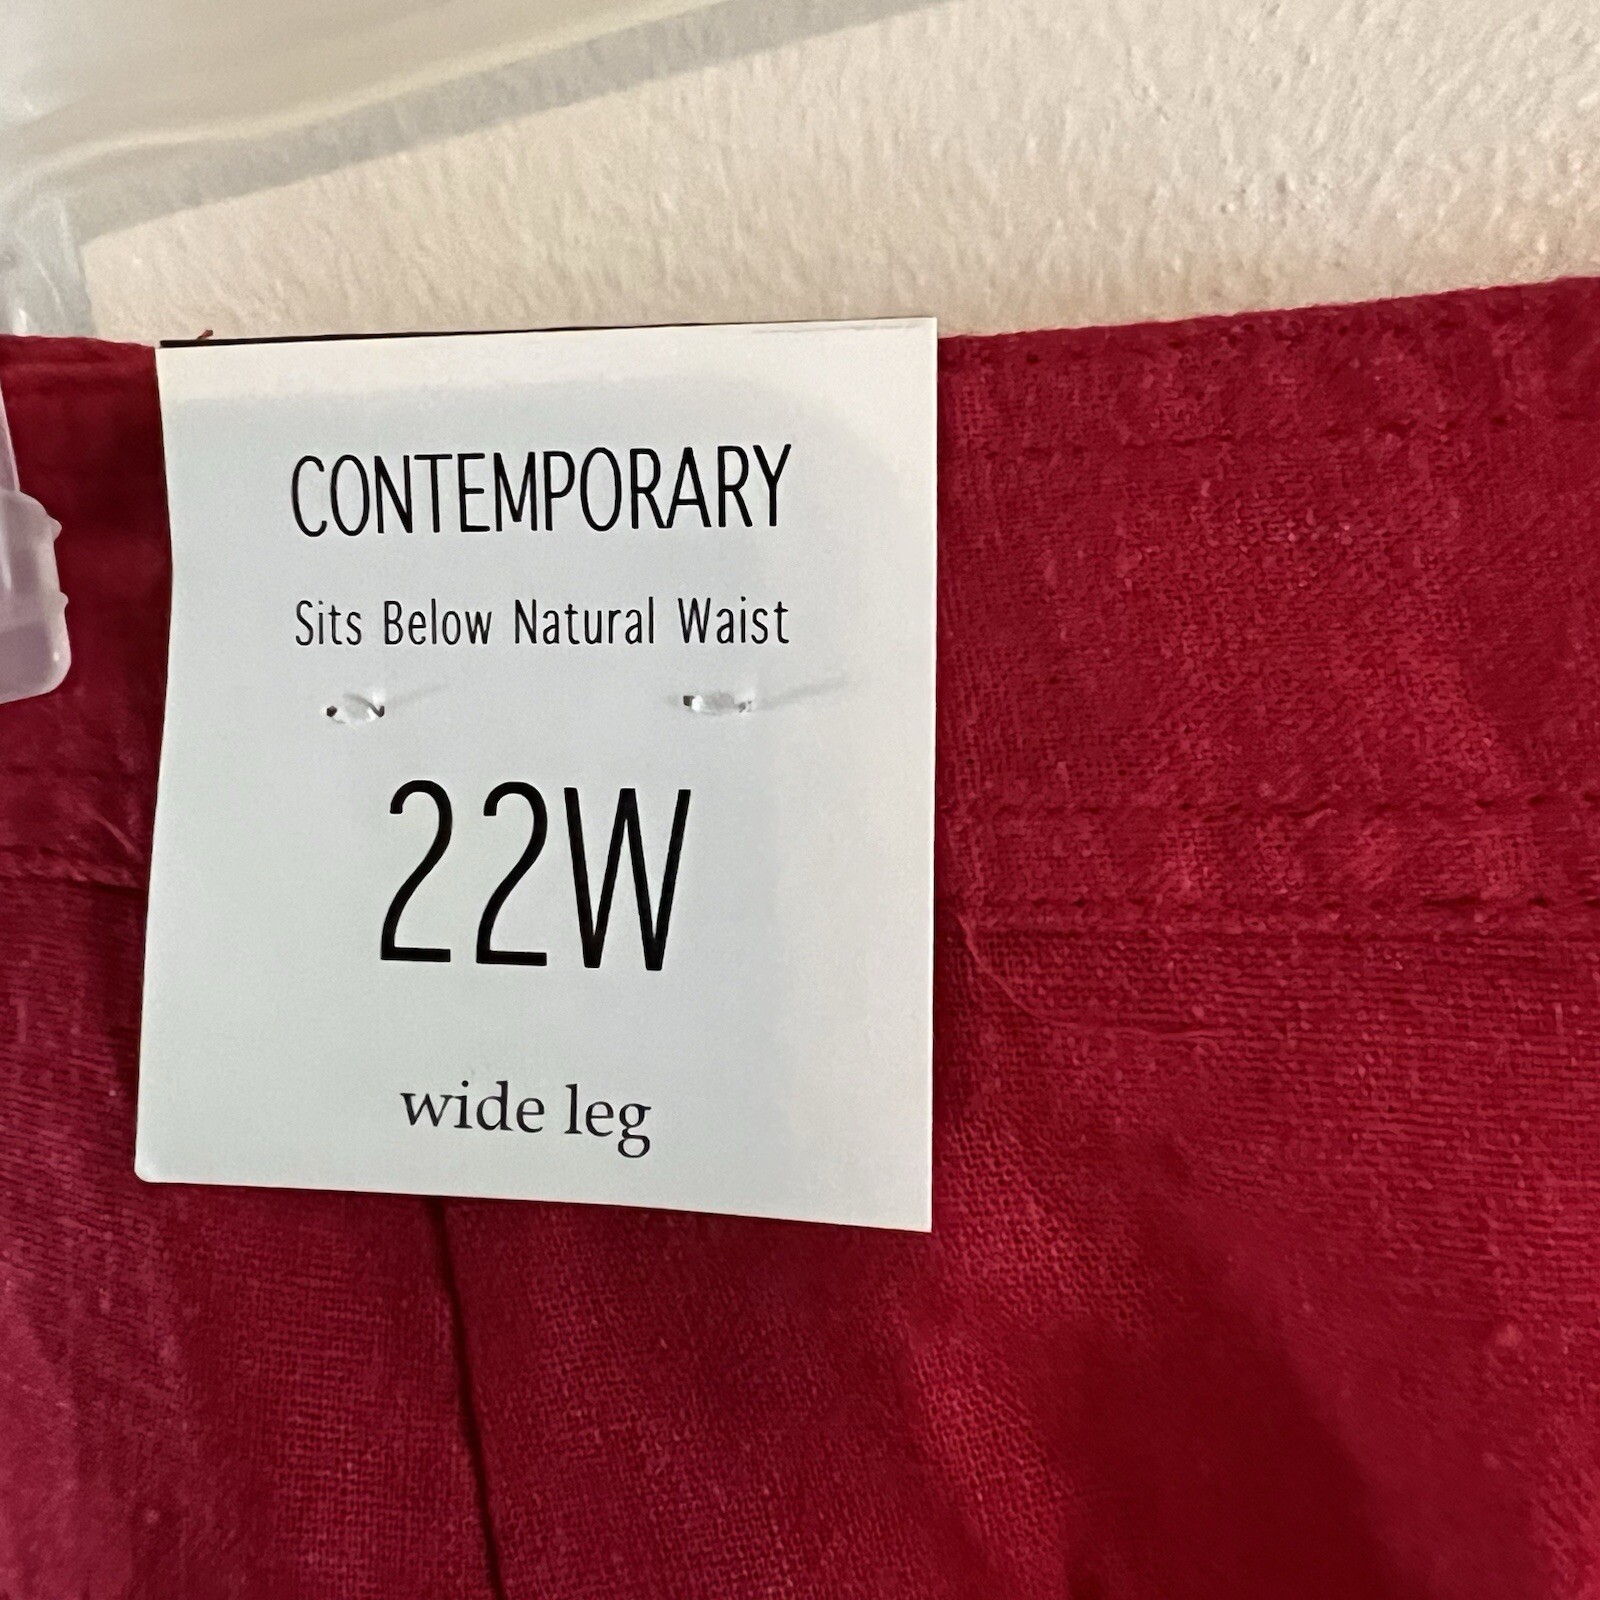 CONTEMPORARY
Sits Below Natural Waist
22W
wide leg